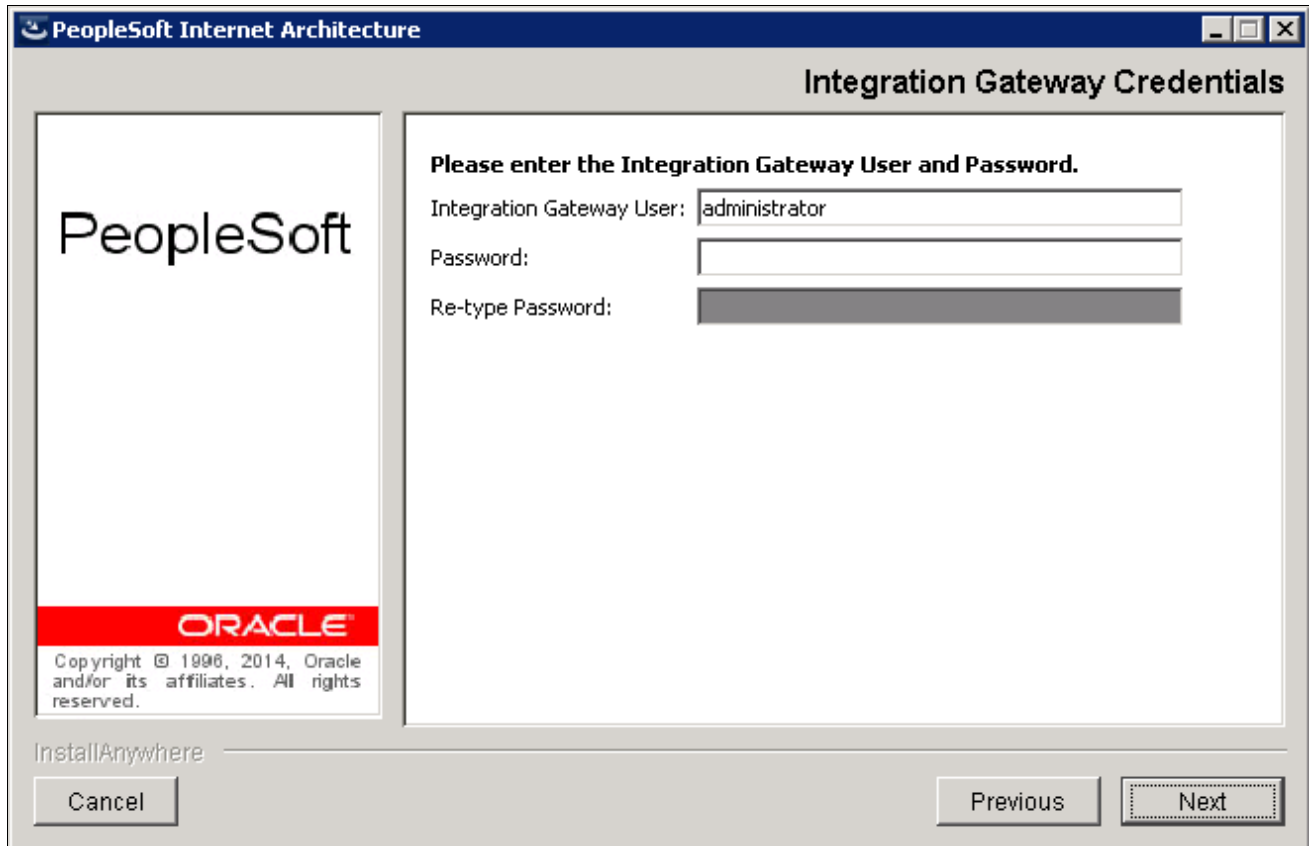 PeopleSoft Internet Architecture
Integration Gateway Credentials
PeopleSoft
ORACLE
Copyright © 1996, 2014, Oracle
and/or its affiliates. All rights
reserved.
Please enter the Integration Gateway User and Password.
Integration Gateway User: administrator
Password:
Re-type Password:
InstallAnywhere
Cancel Previous Next